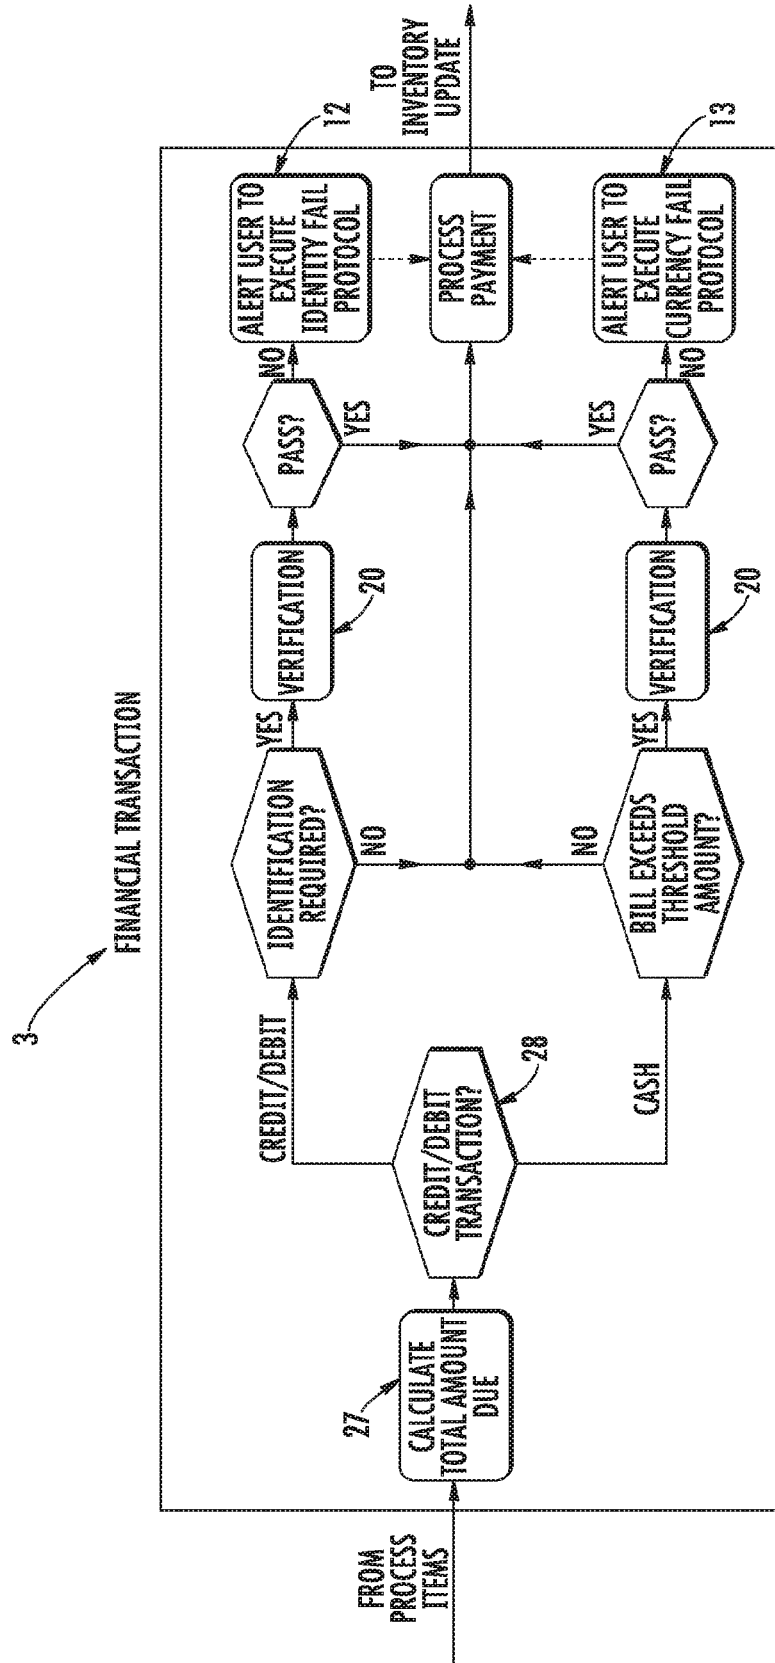 3
FINANCIAL TRANSACTION
FROM
PROCESS
ITEMS
27
CALCULATE
TOTAL AMOUNT
DUE
CREDIT/DEBIT
TRANSACTION?
28
CREDIT/DEBIT
IDENTIFICATION
REQUIRED?
YES
NO
VERIFICATION
20
PASS?
NO
YES
ALERT USER TO
EXECUTE
IDENTITY FAIL
PROTOCOL
12
CASH
BILL EXCEEDS
THRESHOLD
AMOUNT?
NO
YES
VERIFICATION
20
PASS?
YES
NO
ALERT USER TO
EXECUTE
CURRENCY FAIL
PROTOCOL
13
PROCESS
PAYMENT
TO
INVENTORY
UPDATE